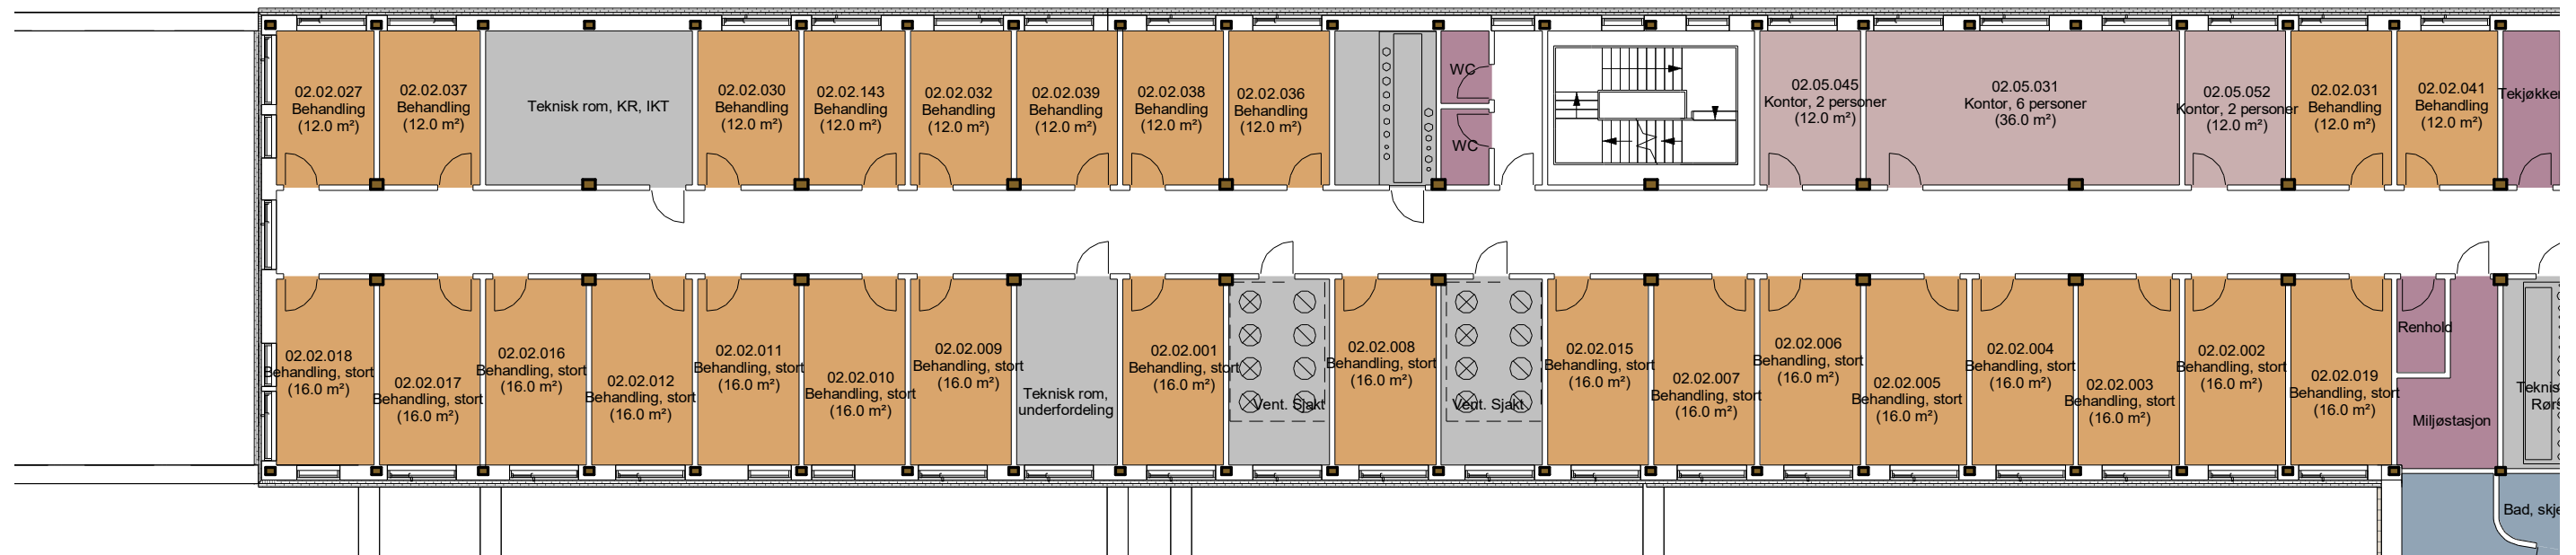 02.02.027
Behandling
(12.0 m²)
02.02.037
Behandling
(12.0 m²)
Teknisk rom, KR, IKT
02.02.030
Behandling
(12.0 m²)
02.02.143
Behandling
(12.0 m²)
02.02.032
Behandling
(12.0 m²)
02.02.039
Behandling
(12.0 m²)
02.02.038
Behandling
(12.0 m²)
02.02.036
Behandling
(12.0 m²)
WC
WC
02.05.045
Kontor, 2 personer
(12.0 m²)
02.05.031
Kontor, 6 personer
(36.0 m²)
02.05.052
Kontor, 2 personer
(12.0 m²)
02.02.031
Behandling
(12.0 m²)
02.02.041
Behandling
(12.0 m²)
Tekjøkken
02.02.018
Behandling, stort
(16.0 m²)
02.02.017
Behandling, stort
(16.0 m²)
02.02.016
Behandling, stort
(16.0 m²)
02.02.012
Behandling, stort
(16.0 m²)
02.02.011
Behandling, stort
(16.0 m²)
02.02.010
Behandling, stort
(16.0 m²)
02.02.009
Behandling, stort
(16.0 m²)
Teknisk rom,
underfordeling
02.02.001
Behandling, stort
(16.0 m²)
Vent. Sjakt
02.02.008
Behandling, stort
(16.0 m²)
Vent. Sjakt
02.02.015
Behandling, stort
(16.0 m²)
02.02.007
Behandling, stort
(16.0 m²)
02.02.006
Behandling, stort
(16.0 m²)
02.02.005
Behandling, stort
(16.0 m²)
02.02.004
Behandling, stort
(16.0 m²)
02.02.003
Behandling, stort
(16.0 m²)
02.02.002
Behandling, stort
(16.0 m²)
02.02.019
Behandling, stort
(16.0 m²)
Renhold
Miljøstasjon
Teknis
Rørs
Bad, skje